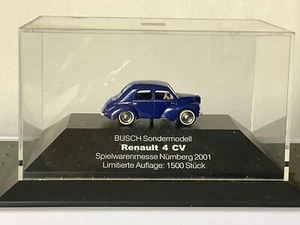 BUSCH Sondermodell
Renault 4 CV
Spielwarenmesse Nürnberg 2001
Limitierte Auflage: 1500 Stück